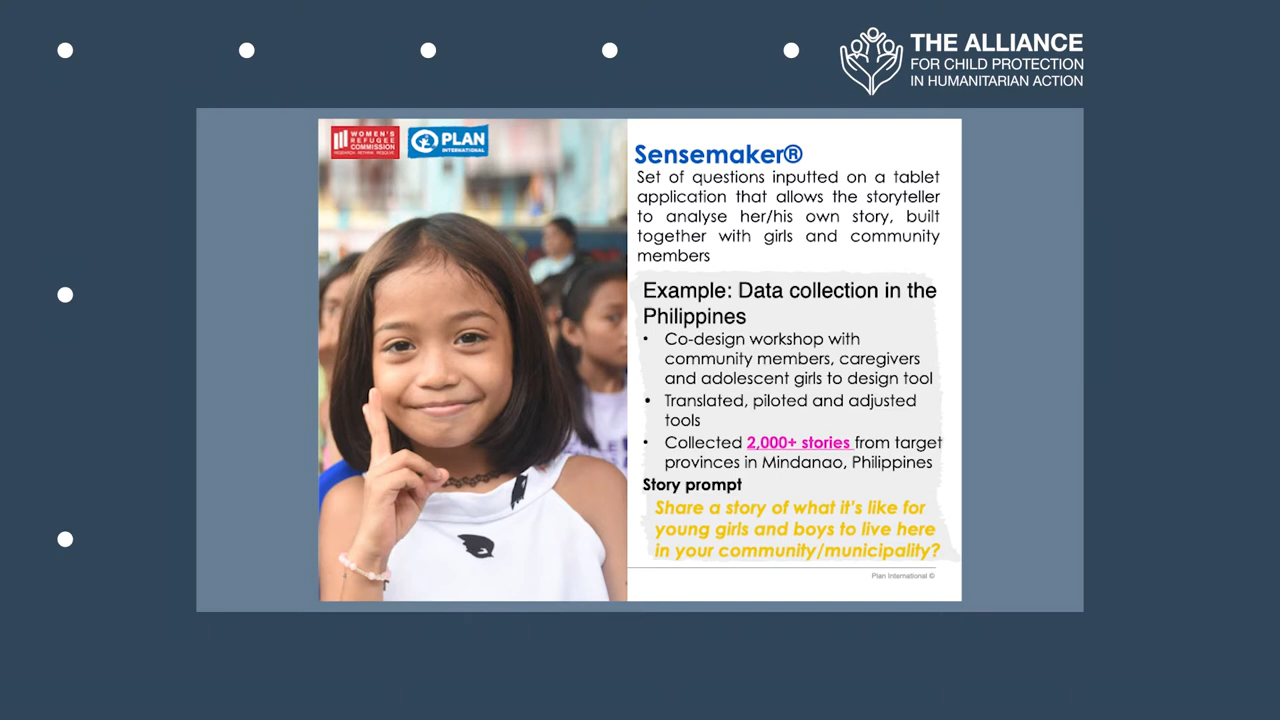 THE ALLIANCE
FOR CHILD PROTECTION
IN HUMANITARIAN ACTION
WOMEN'S
REFUGEE
COMMISSION
RESEARCH. RETHINK. RESOLVE.
PLAN
INTERNATIONAL
Sensemaker®
Set of questions inputted on a tablet
application that allows the storyteller
to analyse her/his own story, built
together with girls and community
members
Example: Data collection in the
Philippines
• Co-design workshop with
community members, caregivers
and adolescent girls to design tool
• Translated, piloted and adjusted
tools
• Collected 2,000+ stories from target
provinces in Mindanao, Philippines
Story prompt
Share a story of what it's like for
young girls and boys to live here
in your community/municipality?
Plan International ©